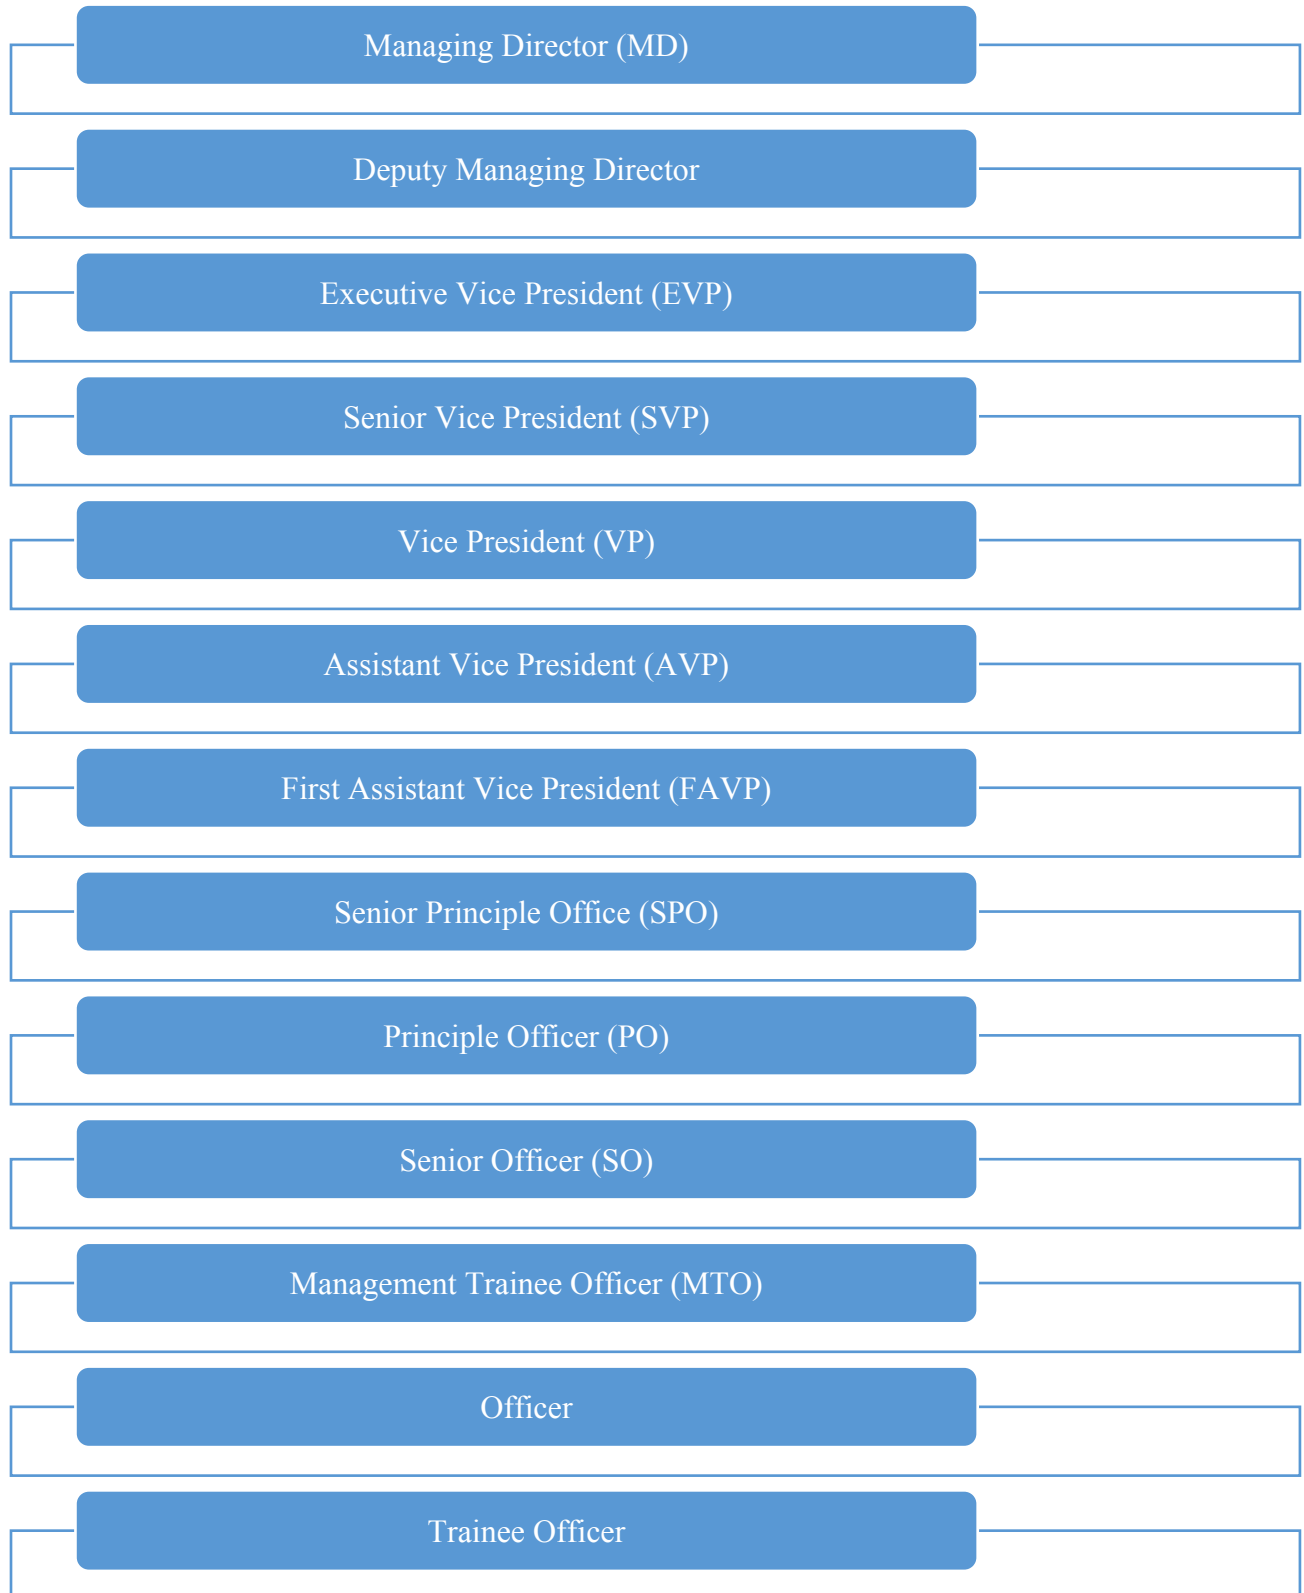 Managing Director (MD)
Deputy Managing Director
Executive Vice President (EVP)
Senior Vice President (SVP)
Vice President (VP)
Assistant Vice President (AVP)
First Assistant Vice President (FAVP)
Senior Principle Office (SPO)
Principle Officer (PO)
Senior Officer (SO)
Management Trainee Officer (MTO)
Officer
Trainee Officer